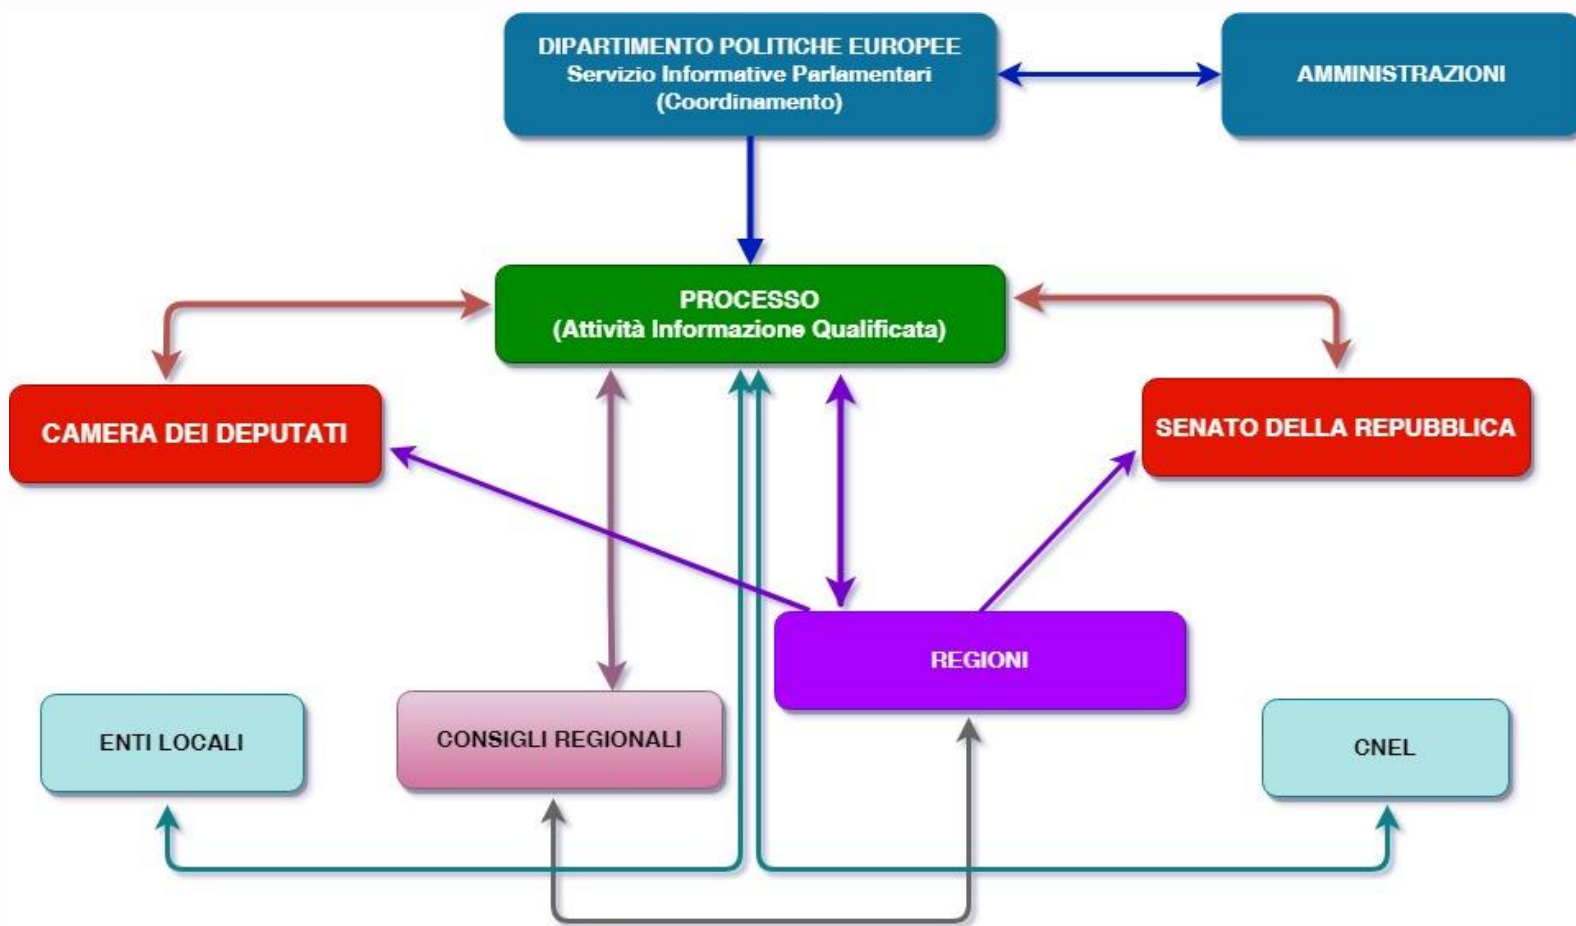 DIPARTIMENTO POLITICHE EUROPEE
Servizio Informative Parlamentari
(Coordinamento)
AMMINISTRAZIONI
PROCESSO
(Attività Informazione Qualificata)
CAMERA DEI DEPUTATI
SENATO DELLA REPUBBLICA
REGIONI
ENTI LOCALI
CONSIGLI REGIONALI
CNEL